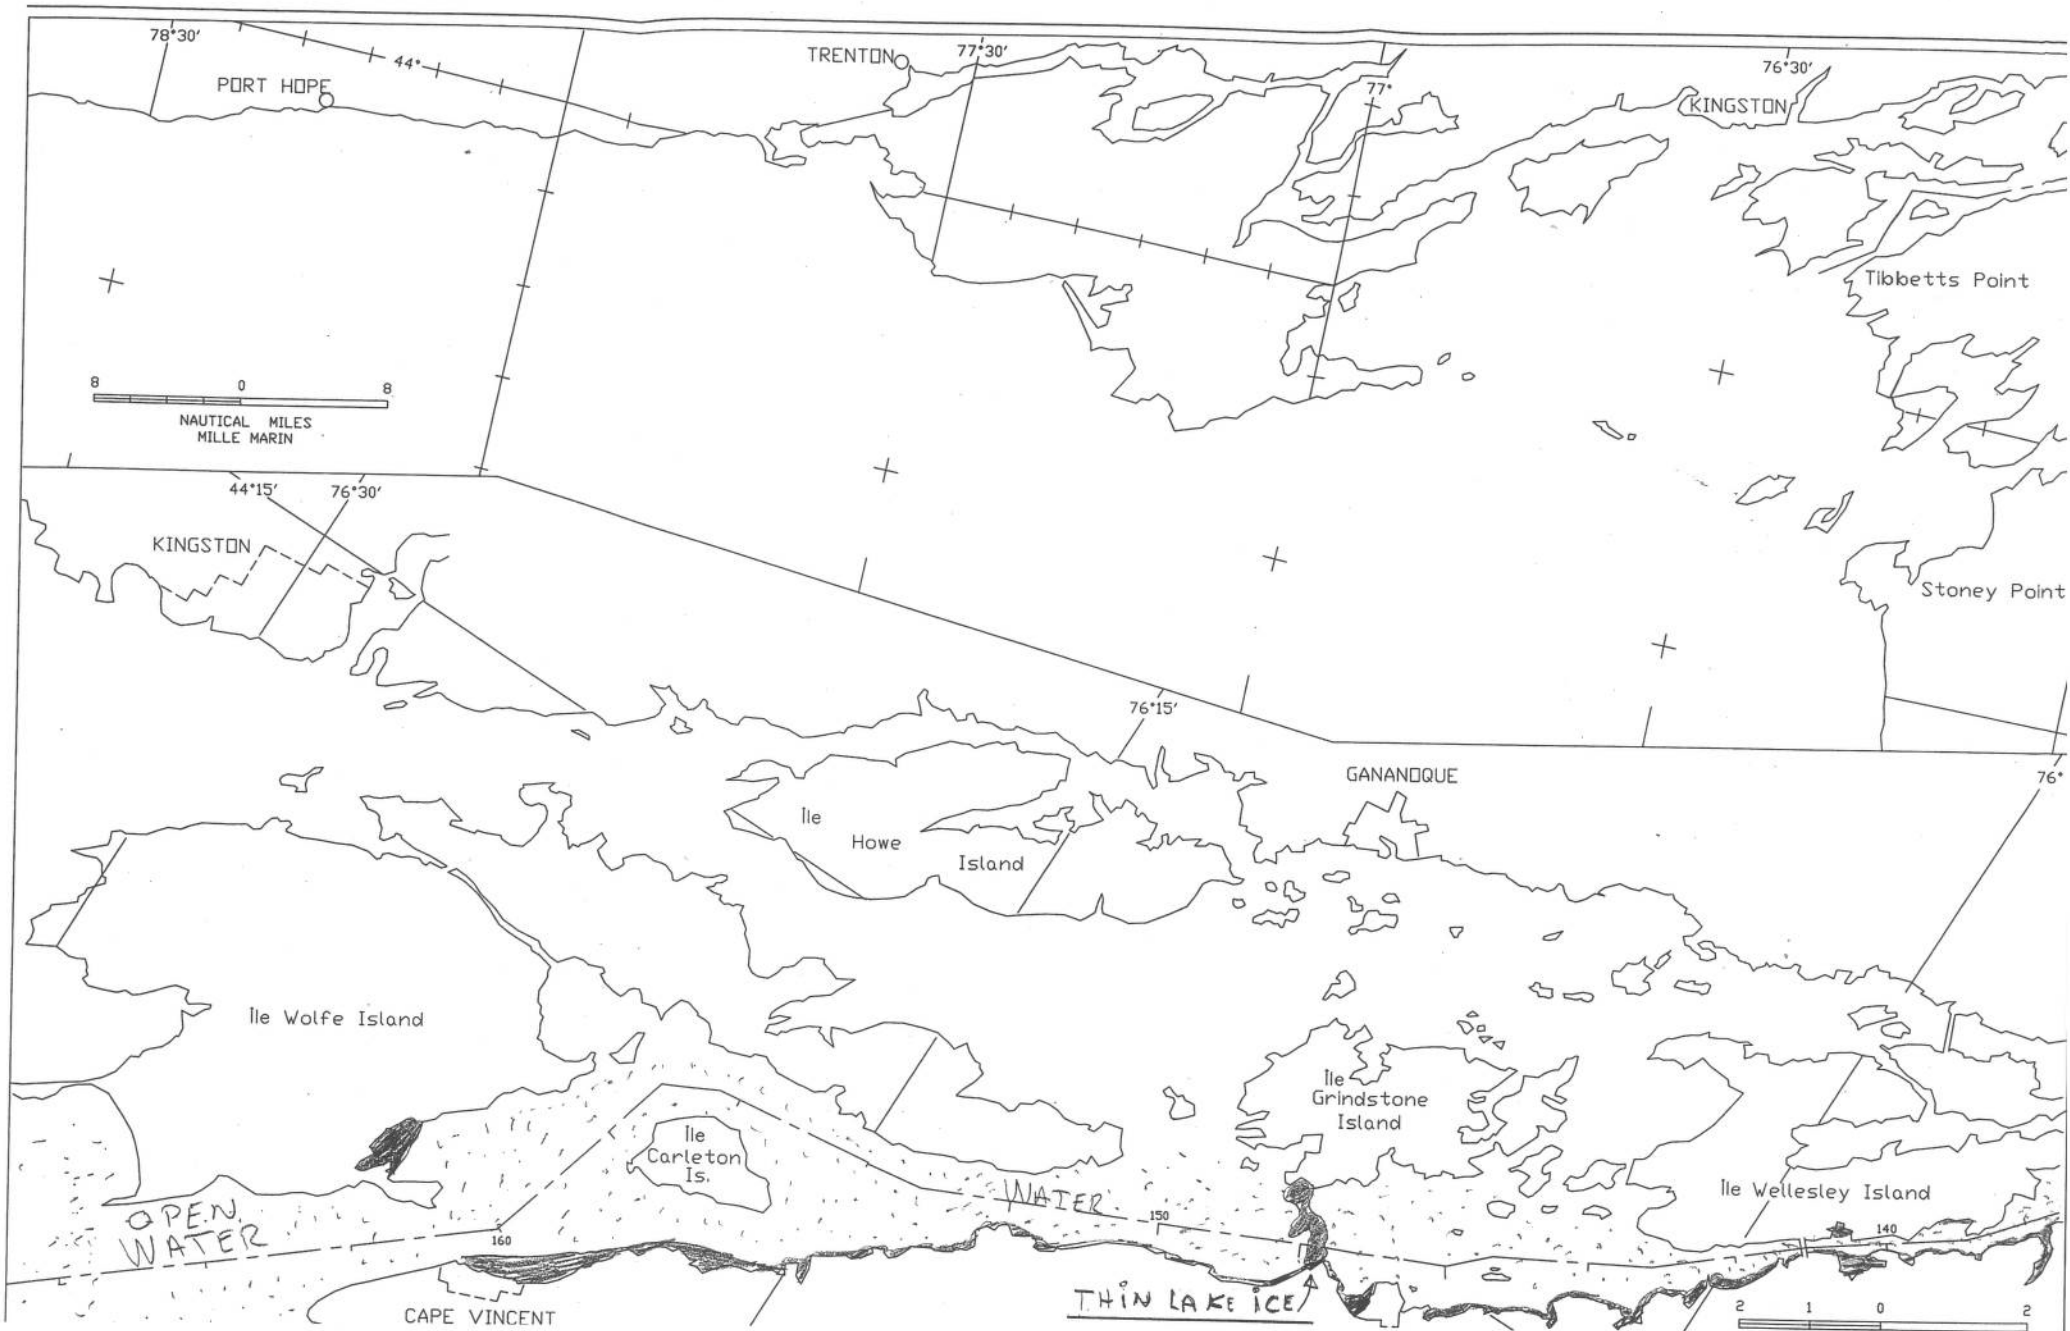 78°30'
44°
PORT HOPE
TRENTON
77°30'
77°
76°30'
KINGSTON
Tibbetts Point
8 0 8
NAUTICAL MILES
MILLE MARIN
44°15'
76°30'
KINGSTON
Stoney Point
76°15'
GANANOQUE
76°
Île
Howe
Island
Île Wolfe Island
Île
Grindstone
Island
Île
Carleton
Is.
Île Wellesley Island
OPEN
WATER
WATER
160
150
140
CAPE VINCENT
THIN LAKE ICE
2 1 0 2